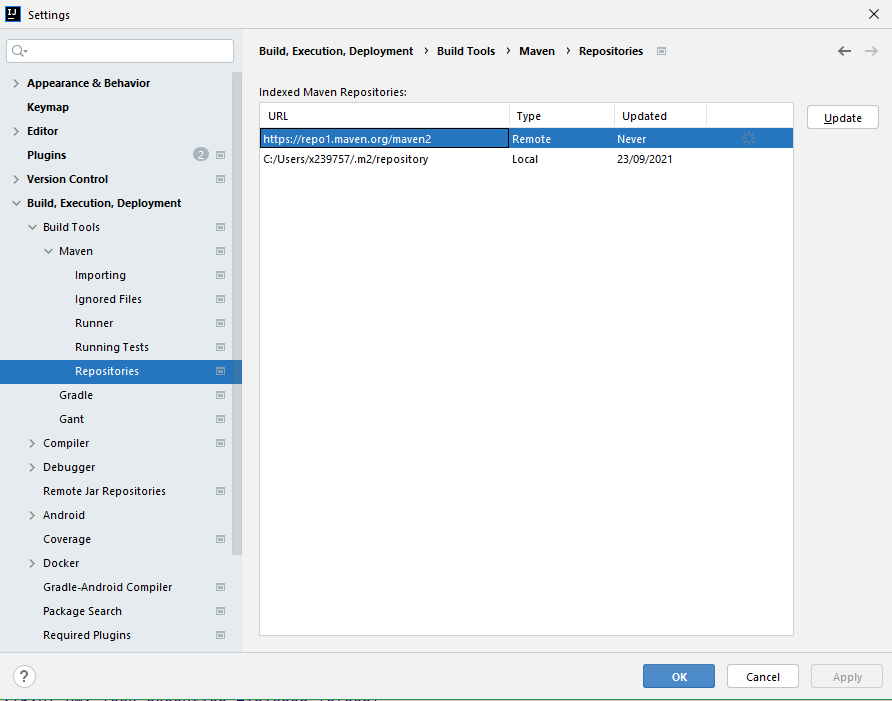 IJ Settings
Build, Execution, Deployment › Build Tools › Maven › Repositories
Appearance & Behavior
Keymap
Editor
Plugins 2
Version Control
Build, Execution, Deployment
Build Tools
Maven
Importing
Ignored Files
Runner
Running Tests
Repositories
Gradle
Gant
Compiler
Debugger
Remote Jar Repositories
Android
Coverage
Docker
Gradle-Android Compiler
Package Search
Required Plugins
Indexed Maven Repositories:
URL Type Updated
https://repo1.maven.org/maven2 Remote Never
C:/Users/x239757/.m2/repository Local 23/09/2021
Update
?
OK Cancel Apply